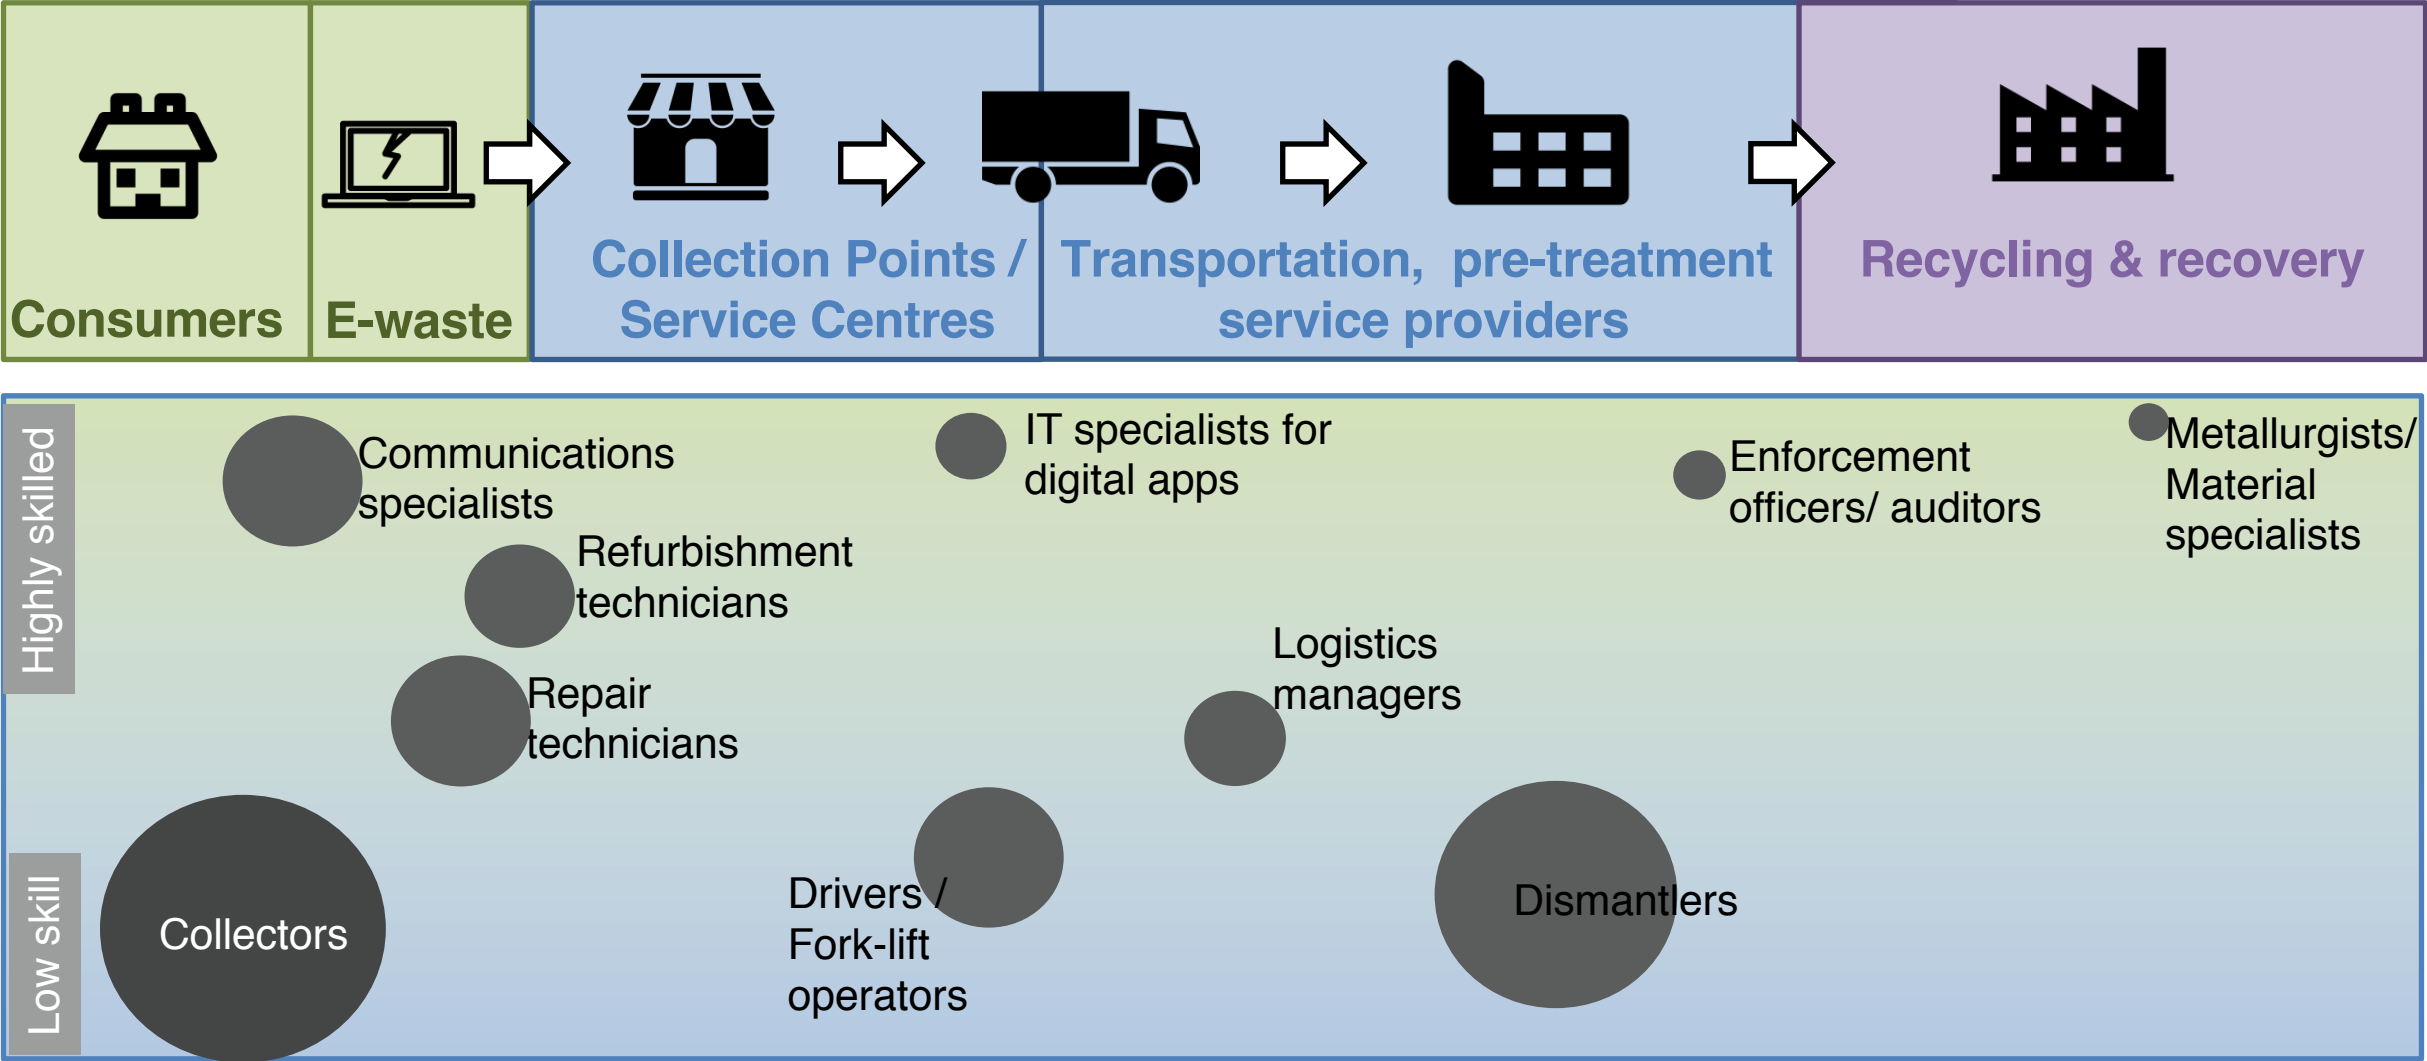 Consumers
E-waste
Collection Points /
Service Centres
Transportation, pre-treatment
service providers
Recycling & recovery
Highly skilled
Communications
specialists
IT specialists for
digital apps
Enforcement
officers/ auditors
Metallurgists/
Material
specialists
Refurbishment
technicians
Repair
technicians
Logistics
managers
Low skill
Collectors
Drivers /
Fork-lift
operators
Dismantlers